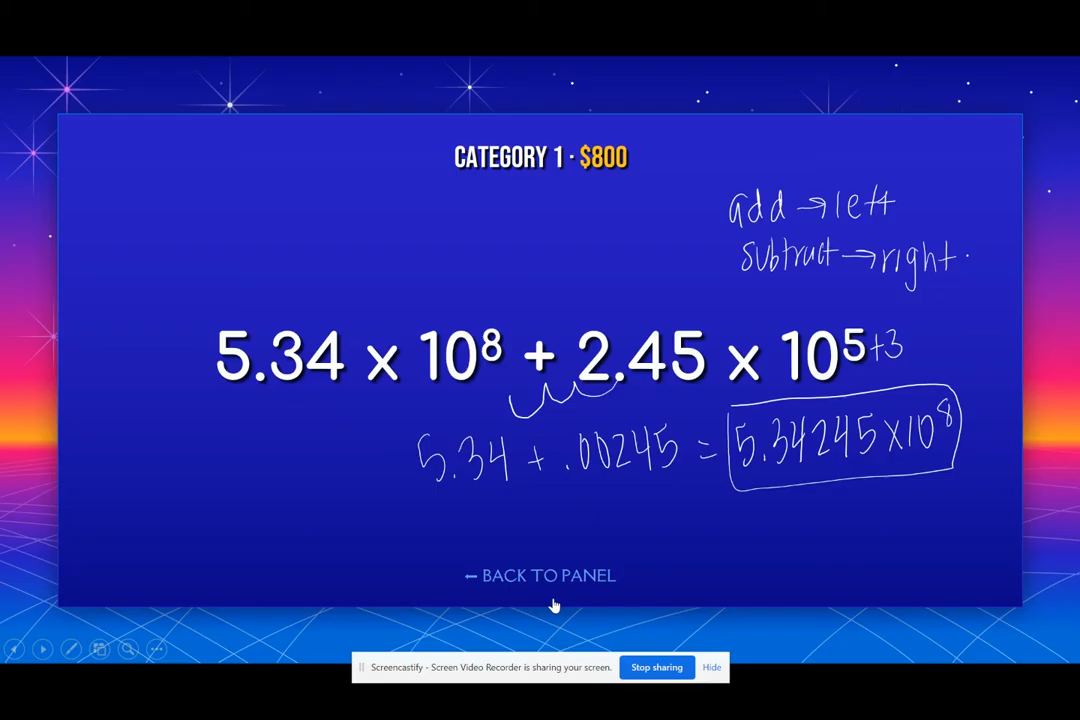 CATEGORY 1 · $800
add → left
subtract → right .
5.34 x 10⁸ + 2.45 x 10⁵ +3
5.34 + .00245 = 5.34245 x 10⁸
← BACK TO PANEL
Screencastify - Screen Video Recorder is sharing your screen. Stop sharing Hide